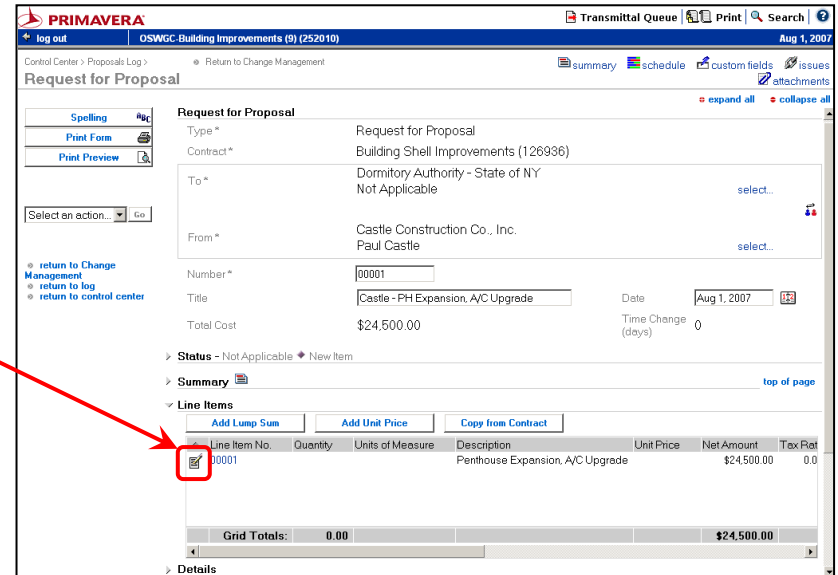 PRIMAVERA
Transmittal Queue Print Search
log out OSWGC-Building Improvements (9) (252010) Aug 1, 2007
Control Center > Proposals Log > Return to Change Management
summary schedule custom fields issues
Request for Proposal
attachments
expand all collapse all
Spelling ABC
Print Form
Print Preview
Select an action... Go
return to Change Management
return to log
return to control center
Request for Proposal
Type * Request for Proposal
Contract * Building Shell Improvements (126936)
To * Dormitory Authority - State of NY
Not Applicable select...
From * Castle Construction Co., Inc.
Paul Castle select...
Number * 00001
Title Castle - PH Expansion, A/C Upgrade Date Aug 1, 2007
Total Cost $24,500.00 Time Change (days) 0
Status - Not Applicable New Item
Summary top of page
Line Items
Add Lump Sum Add Unit Price Copy from Contract
Line Item No. Quantity Units of Measure Description Unit Price Net Amount Tax Rat
00001 Penthouse Expansion, A/C Upgrade $24,500.00 0.0
Grid Totals: 0.00 $24,500.00
Details